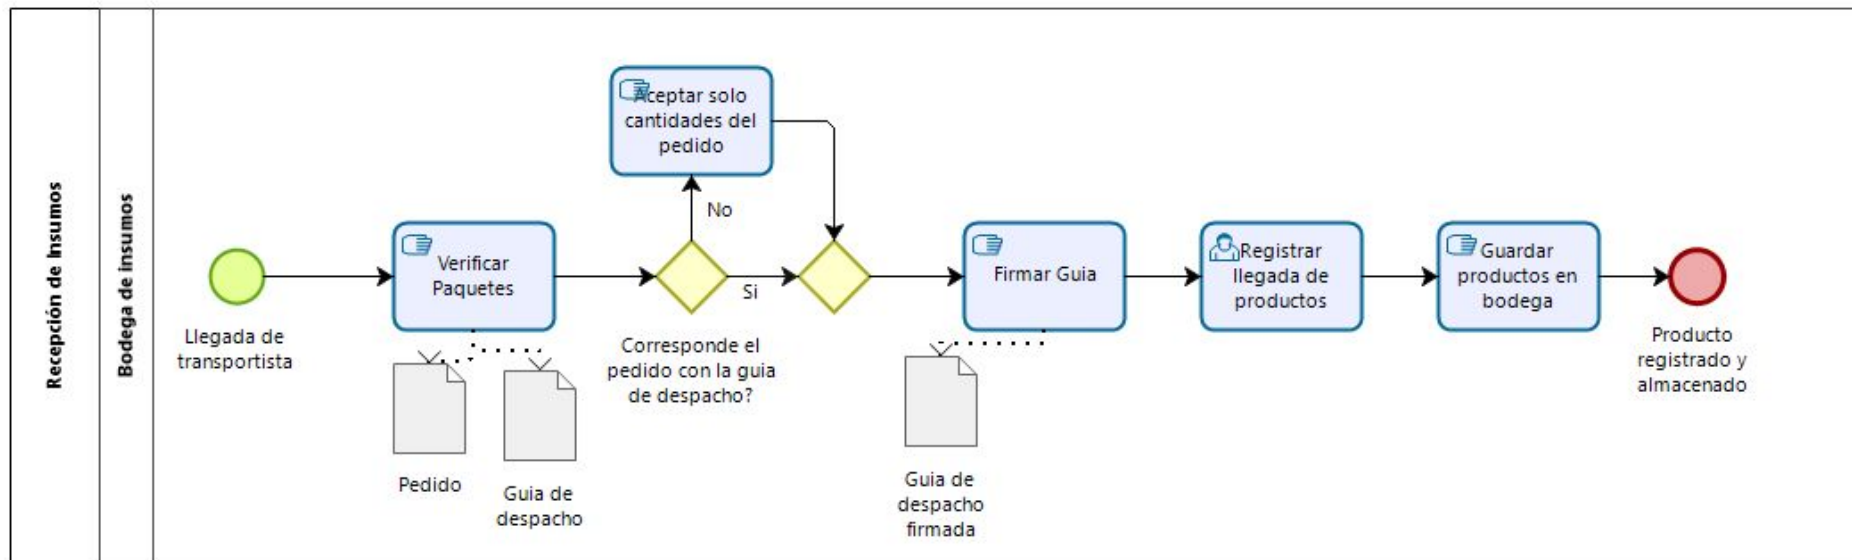 Recepción de Insumos
Bodega de insumos
Llegada de
transportista
Verificar
Paquetes
Pedido
Guia de
despacho
Corresponde el
pedido con la guia
de despacho?
No
Si
Aceptar solo
cantidades del
pedido
Firmar Guia
Guia de
despacho
firmada
Registrar
llegada de
productos
Guardar
productos en
bodega
Producto
registrado y
almacenado